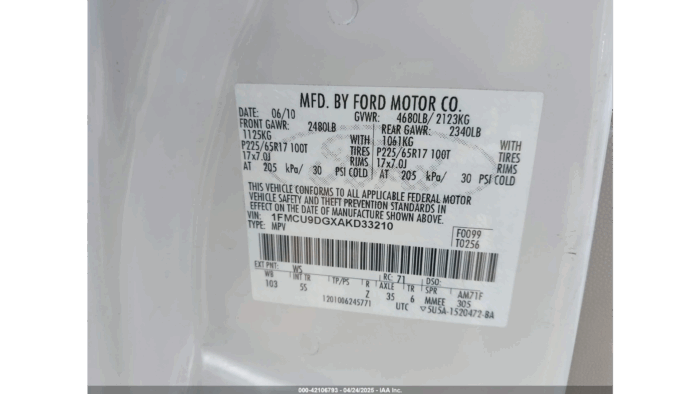 MFD. BY FORD MOTOR CO.
DATE: 06/10 GVWR: 4680LB/ 2123KG
FRONT GAWR: 2480LB REAR GAWR: 2340LB
1125KG WITH 1061KG WITH
P225/65R17 100T TIRES P225/65R17 100T TIRES
17x7.0J RIMS 17x7.0J RIMS
AT 205 kPa/ 30 PSI COLD AT 205 kPa/ 30 PSI COLD
THIS VEHICLE CONFORMS TO ALL APPLICABLE FEDERAL MOTOR
VEHICLE SAFETY AND THEFT PREVENTION STANDARDS IN
EFFECT ON THE DATE OF MANUFACTURE SHOWN ABOVE.
VIN: 1FMCU9DGXAKD33210 F0099
TYPE: MPV T0256
EXT PNT: WS RC: 71 DSO:
WB INT TR TP/PS R AXLE TR SPR AM71F
103 5S Z 35 6 MMEE 305
1201006245771 UTC ▽5U5A-1520472-BA
000-42106793 - 04/24/2025 - IAA Inc.